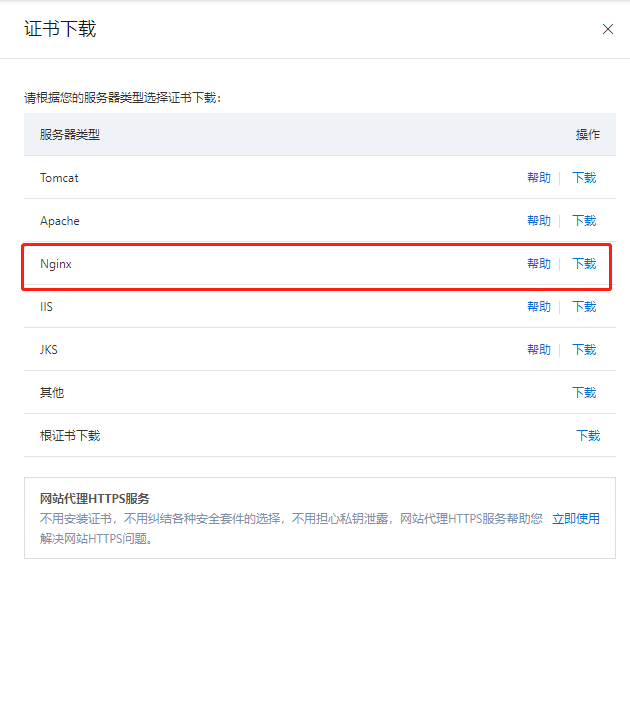 证书下载
请根据您的服务器类型选择证书下载：
服务器类型 操作
Tomcat 帮助 下载
Apache 帮助 下载
Nginx 帮助 下载
IIS 帮助 下载
JKS 帮助 下载
其他 下载
根证书下载 下载
网站代理HTTPS服务
不用安装证书，不用纠结各种安全套件的选择，不用担心私钥泄露，网站代理HTTPS服务帮助您 立即使用
解决网站HTTPS问题。